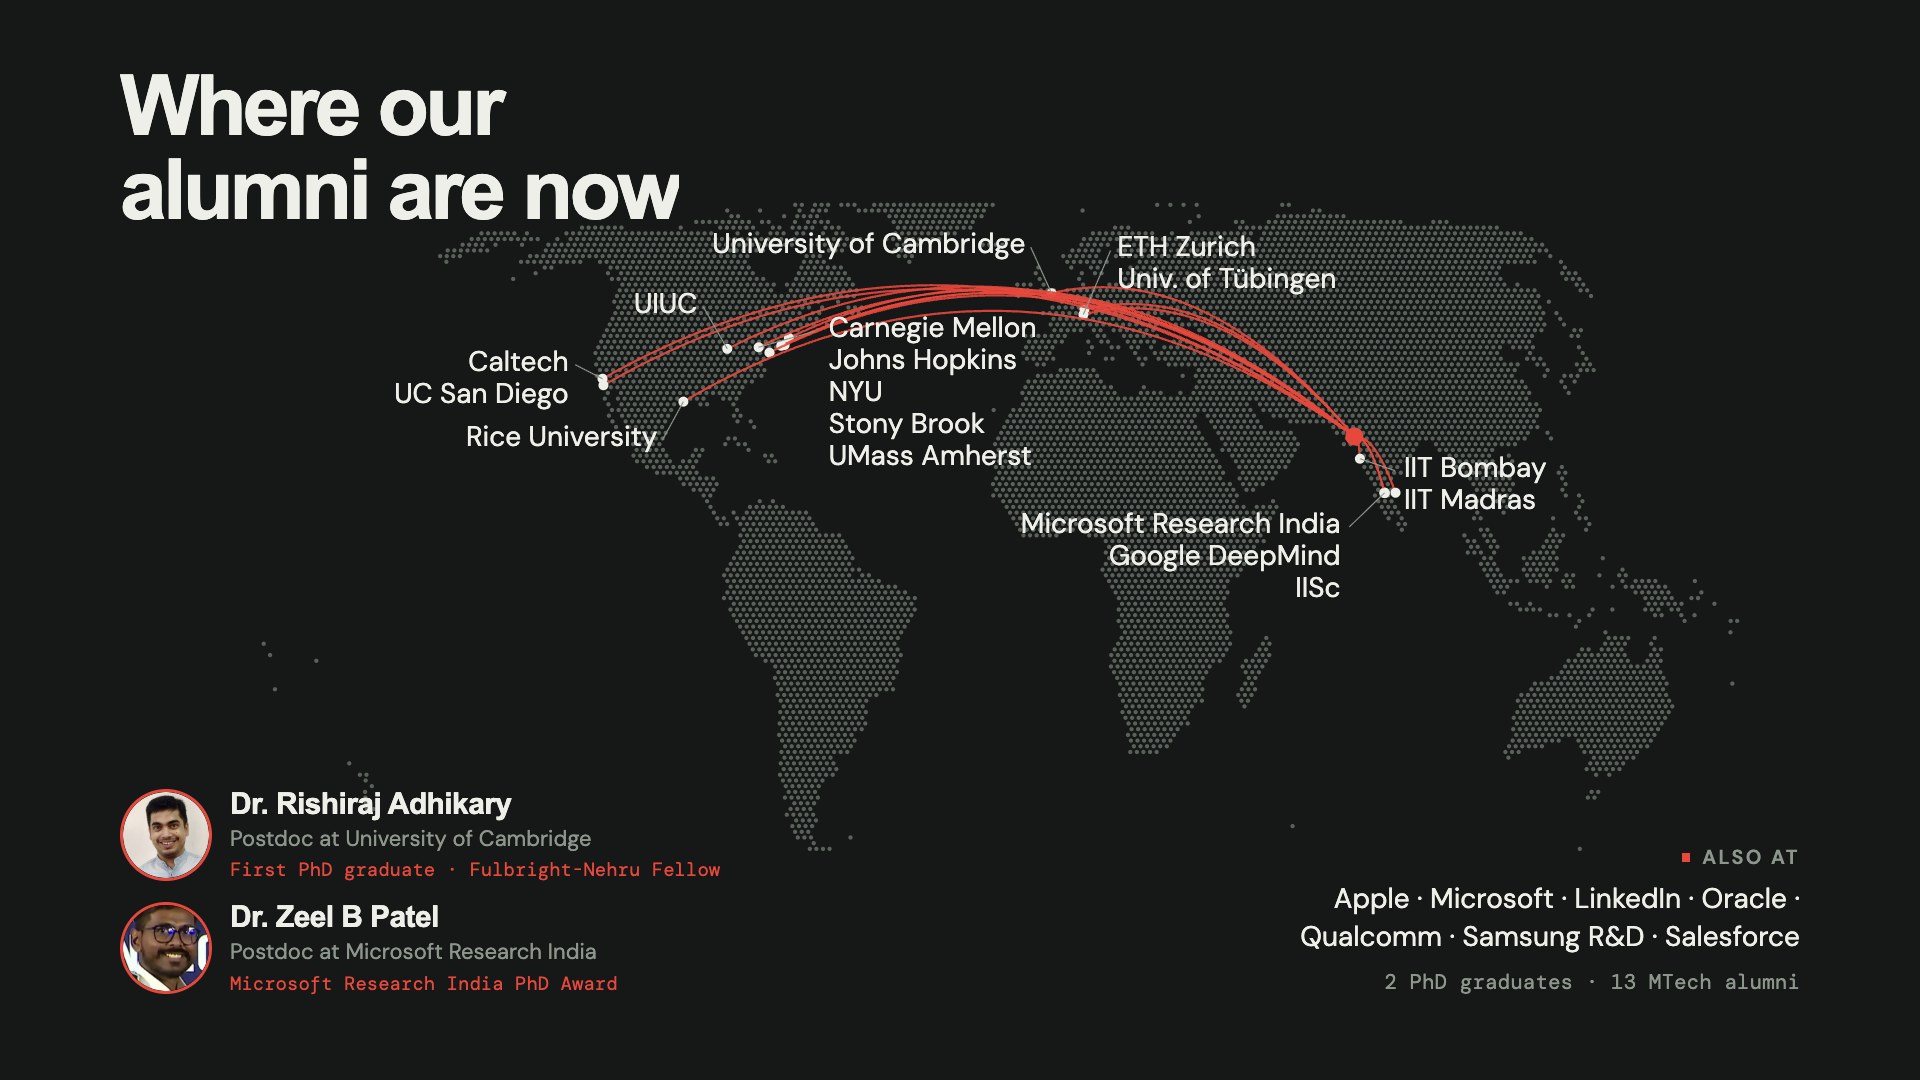 Where our
alumni are now
University of Cambridge
ETH Zurich
Univ. of Tübingen
UIUC
Carnegie Mellon
Johns Hopkins
NYU
Stony Brook
UMass Amherst
Caltech
UC San Diego
Rice University
IIT Bombay
IIT Madras
Microsoft Research India
Google DeepMind
IISc
Dr. Rishiraj Adhikary
Postdoc at University of Cambridge
First PhD graduate · Fulbright-Nehru Fellow
Dr. Zeel B Patel
Postdoc at Microsoft Research India
Microsoft Research India PhD Award
ALSO AT
Apple · Microsoft · LinkedIn · Oracle ·
Qualcomm · Samsung R&D · Salesforce
2 PhD graduates · 13 MTech alumni